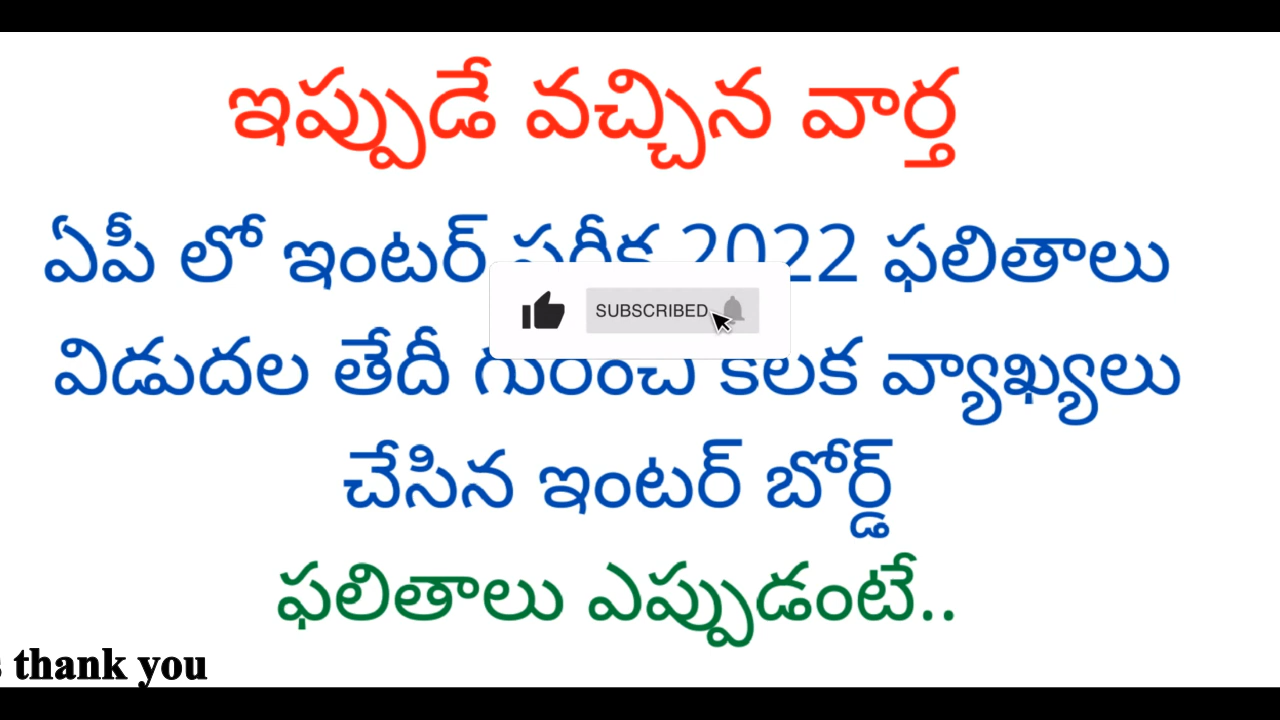 ఇప్పుడే వచ్చిన వార్త
ఏపీ లో ఇంటర్ 2022 ఫలితాలు
SUBSCRIBED
విడుదల తేదీ వ్యాఖ్యలు
చేసిన ఇంటర్ బోర్డ్
ఫలితాలు ఎప్పుడంటే..
thank you